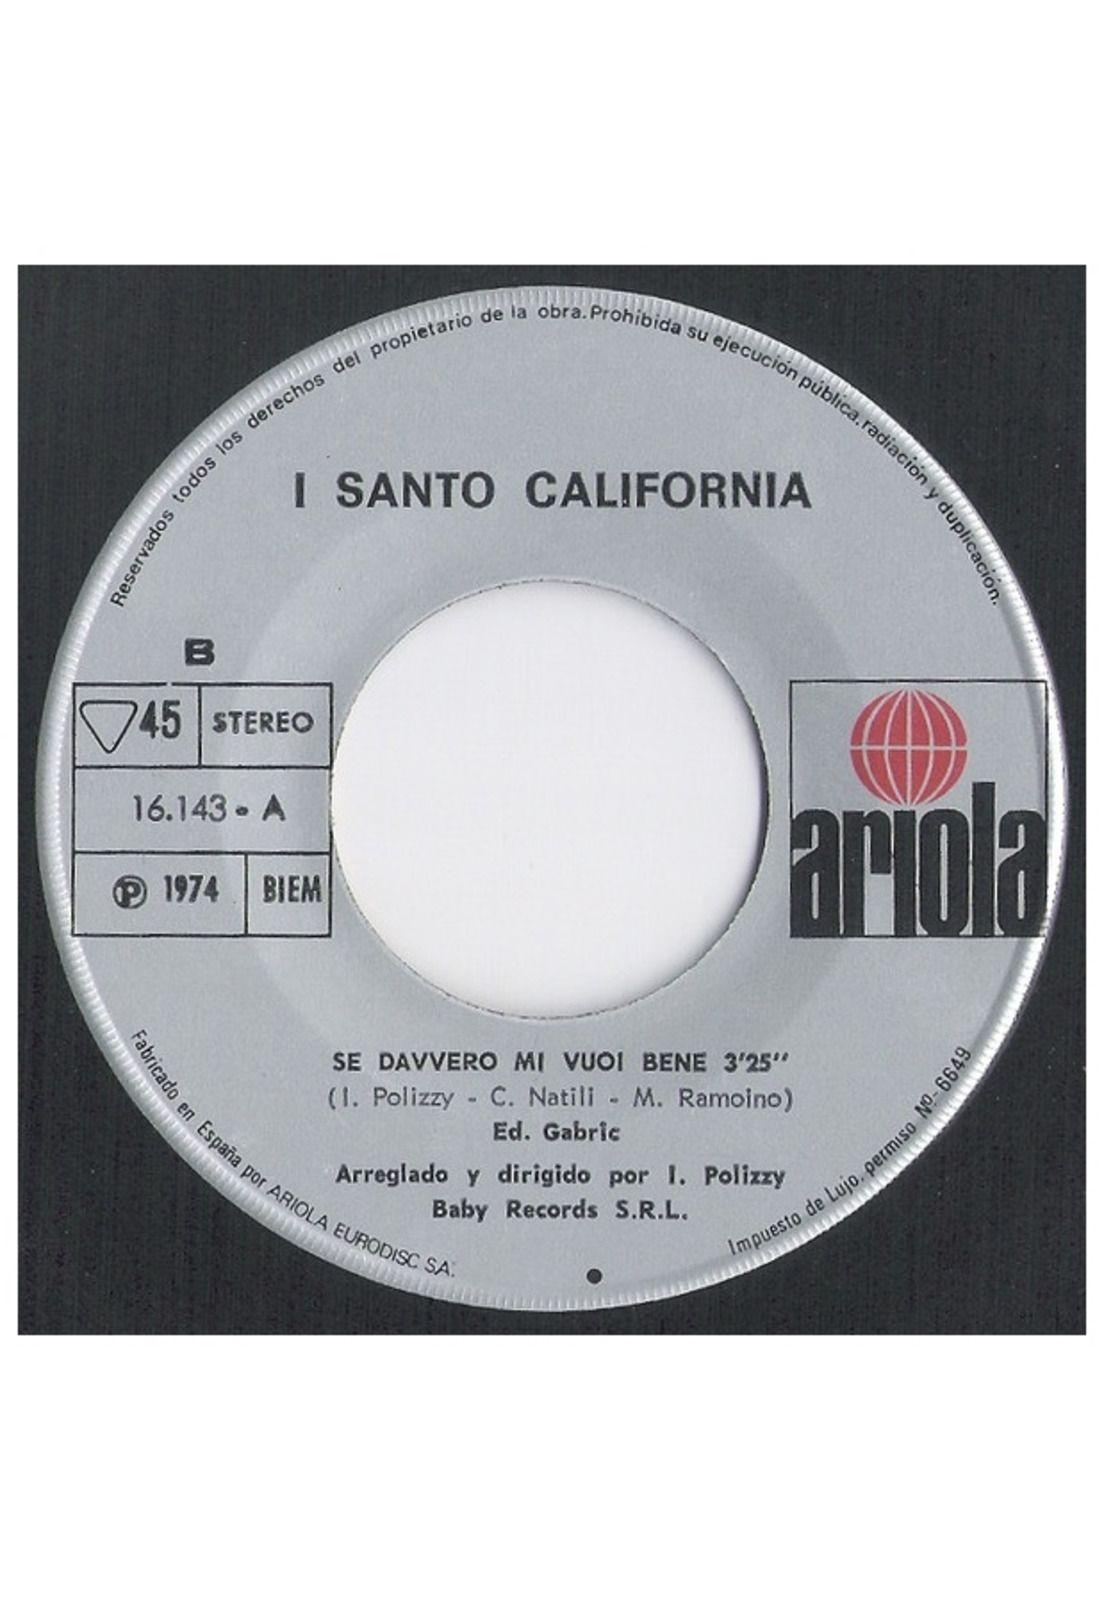 Reservados todos los derechos del propietario de la obra. Prohibida su ejecución pública, radiación y duplicación.
I SANTO CALIFORNIA
B
45 STEREO
16.143 - A
℗ 1974 BIEM
ariola
SE DAVVERO MI VUOI BENE 3'25''
(I. Polizzy - C. Natili - M. Ramoino)
Ed. Gabric
Arreglado y dirigido por I. Polizzy
Baby Records S.R.L.
Fabricado en España por ARIOLA EURODISC SA.
Impuesto de Lujo, permiso Nº- 6649